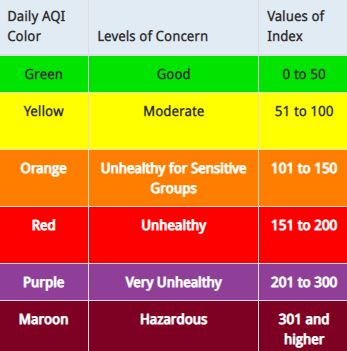 Daily AQI Color Levels of Concern Values of Index
Green Good 0 to 50
Yellow Moderate 51 to 100
Orange Unhealthy for Sensitive Groups 101 to 150
Red Unhealthy 151 to 200
Purple Very Unhealthy 201 to 300
Maroon Hazardous 301 and higher